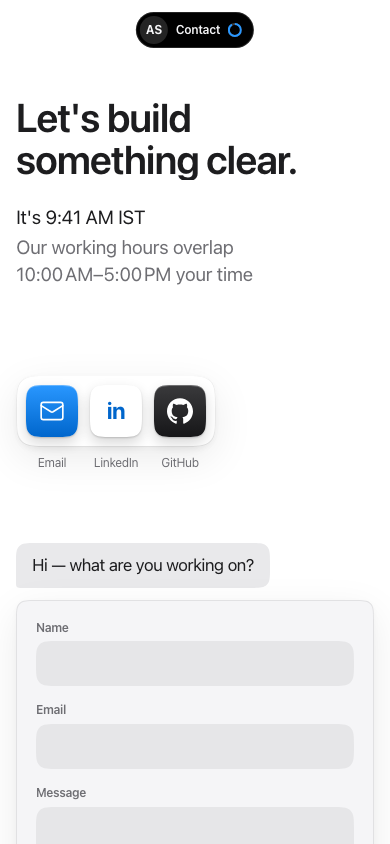 AS Contact
Let's build
something clear.
It's 9:41 AM IST
Our working hours overlap
10:00 AM–5:00 PM your time
in
Email LinkedIn GitHub
Hi — what are you working on?
Name
Email
Message